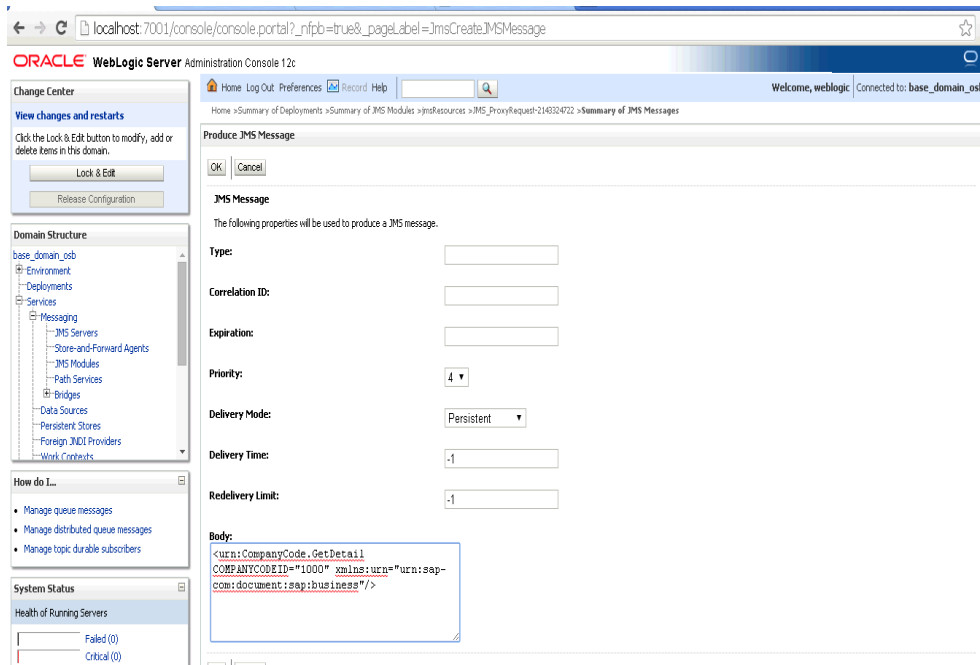 localhost:7001/console/console.portal?_nfpb=true&_pageLabel=JmsCreateJMSMessage
ORACLE WebLogic Server Administration Console 12c
Change Center
View changes and restarts
Click the Lock & Edit button to modify, add or
delete items in this domain.
Lock & Edit
Release Configuration
Domain Structure
base_domain_osb
Environment
Deployments
Services
Messaging
JMS Servers
Store-and-Forward Agents
JMS Modules
Path Services
Bridges
Data Sources
Persistent Stores
Foreign JNDI Providers
Work Contexts
How do I...
Manage queue messages
Manage distributed queue messages
Manage topic durable subscribers
System Status
Health of Running Servers
Failed (0)
Critical (0)
Home Log Out Preferences Record Help
Welcome, weblogic Connected to: base_domain_osb
Home >Summary of Deployments >Summary of JMS Modules >jmsResources >JMS_ProxyRequest-2143324722 >Summary of JMS Messages
Produce JMS Message
OK Cancel
JMS Message
The following properties will be used to produce a JMS message.
Type:
Correlation ID:
Expiration:
Priority:
4
Delivery Mode:
Persistent
Delivery Time:
-1
Redelivery Limit:
-1
Body:
<urn:CompanyCode.GetDetail
COMPANYCODEID="1000" xmlns:urn="urn:sap-
com:document:sap:business"/>